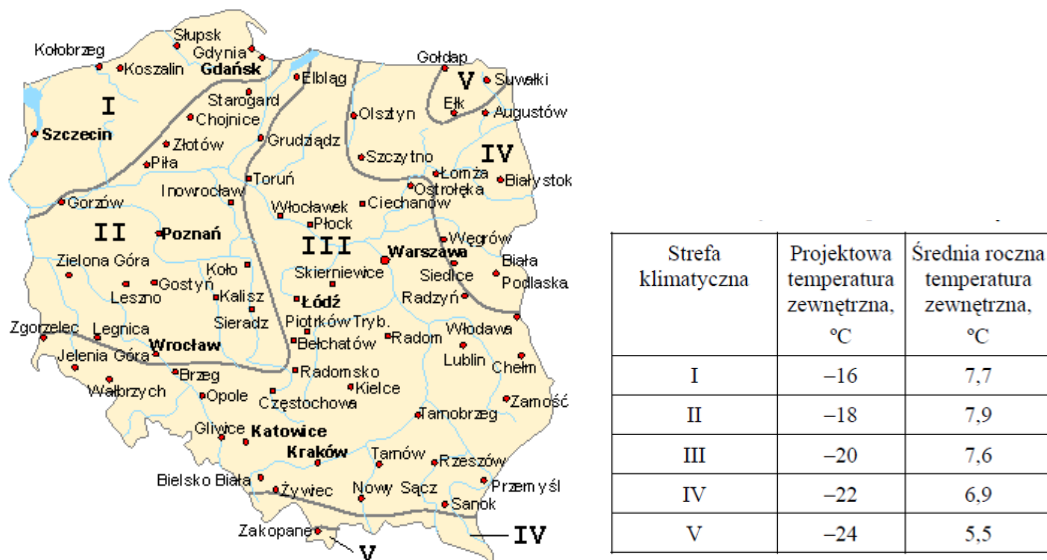 Słupsk
Kołobrzeg
Gdynia
Koszalin
Gdańsk
Gołdap
V
Suwałki
Elbląg
I
Starogard
Ełk
Augustów
Chojnice
Olsztyn
Szczecin
Złotów
Grudziądz
IV
Szczytno
Piła
Łomża
Toruń
Białystok
Inowrocław
Ostrołęka
Gorzów
Włocławek
Ciechanów
Płock
II
Poznań
III
Węgrów
Warszawa
Zielona Góra
Koło
Skierniewice
Siedlce
Biała
Podlaska
Leszno
Gostyń
Kalisz
Łódź
Radzyń
Sieradz
Zgorzelec
Legnica
Piotrków Tryb.
Włodawa
Wrocław
Bełchatów
Radom
Jelenia Góra
Lublin
Chełm
Brzeg
Radomsko
Wałbrzych
Kielce
Opole
Częstochowa
Zamość
Tarnobrzeg
Gliwice
Katowice
Kraków
Tarnów
Rzeszów
Bielsko Biała
Przemyśl
Żywiec
Nowy Sącz
Sanok
Zakopane
V
IV
Strefa
klimatyczna
Projektowa
temperatura
zewnętrzna,
°C
Średnia roczna
temperatura
zewnętrzna,
°C
I –16 7,7
II –18 7,9
III –20 7,6
IV –22 6,9
V –24 5,5